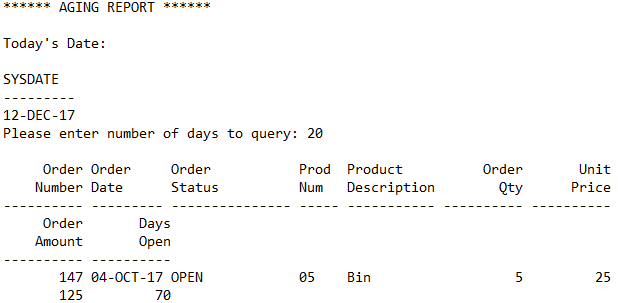 ****** AGING REPORT ******
Today's Date:
SYSDATE
---------
12-DEC-17
Please enter number of days to query: 20
     Order Order     Order           Prod  Product          Order       Unit
    Number Date      Status          Num   Description        Qty      Price
---------- --------- --------------- ----- ----------- ---------- ----------
     Order       Days
    Amount       Open
---------- ----------
       147 04-OCT-17 OPEN            05    Bin                  5         25
       125         70